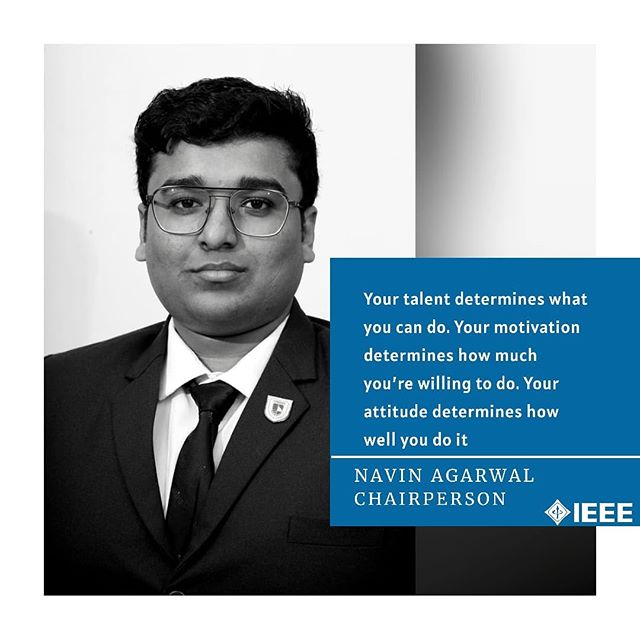 Your talent determines what
you can do. Your motivation
determines how much
you’re willing to do. Your
attitude determines how
well you do it
NAVIN AGARWAL
CHAIRPERSON
IEEE